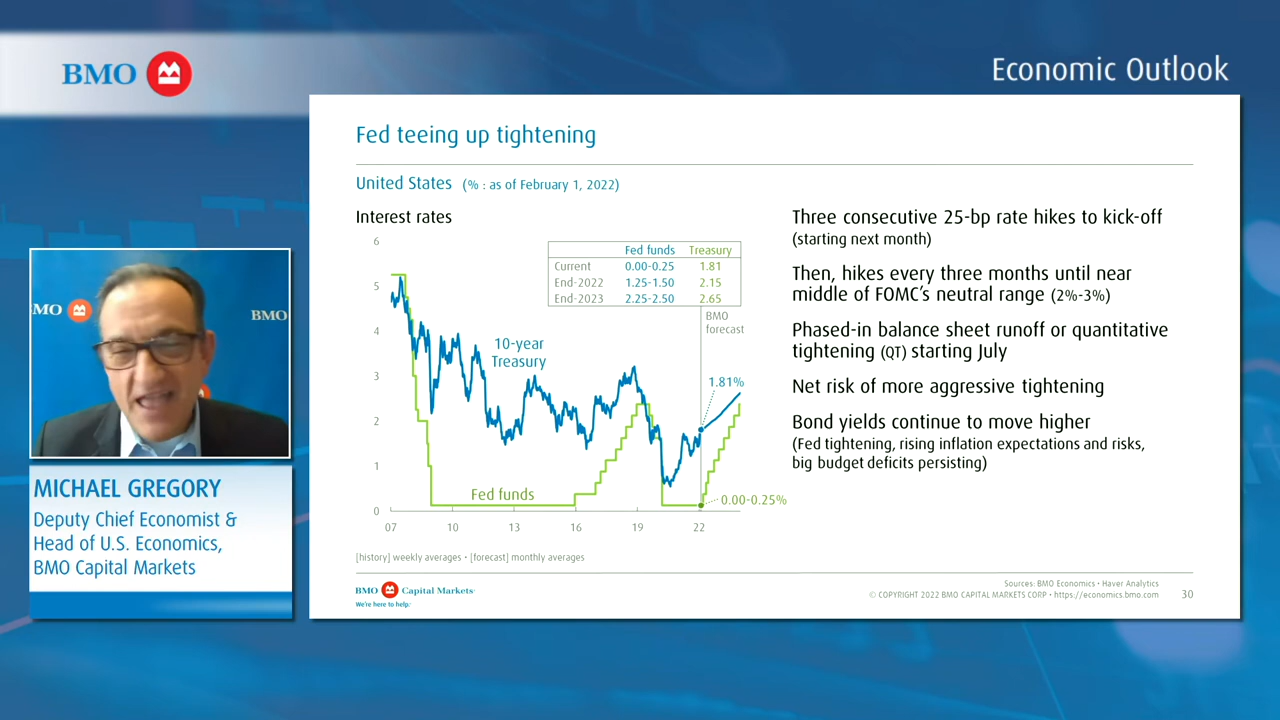 BMO
Economic Outlook
Fed teeing up tightening
United States (% : as of February 1, 2022)
Interest rates
6
5
4
3
2
1
0
07 10 13 16 19 22
Fed funds Treasury
Current 0.00-0.25 1.81
End-2022 1.25-1.50 2.15
End-2023 2.25-2.50 2.65
BMO
forecast
10-year
Treasury
1.81%
Fed funds
0.00-0.25%
[history] weekly averages • [forecast] monthly averages
Three consecutive 25-bp rate hikes to kick-off
(starting next month)
Then, hikes every three months until near
middle of FOMC's neutral range (2%-3%)
Phased-in balance sheet runoff or quantitative
tightening (QT) starting July
Net risk of more aggressive tightening
Bond yields continue to move higher
(Fed tightening, rising inflation expectations and risks,
big budget deficits persisting)
BMO Capital Markets
We're here to help.
Sources: BMO Economics • Haver Analytics
© COPYRIGHT 2022 BMO CAPITAL MARKETS CORP • https://economics.bmo.com
30
MO
BMO
MICHAEL GREGORY
Deputy Chief Economist &
Head of U.S. Economics,
BMO Capital Markets